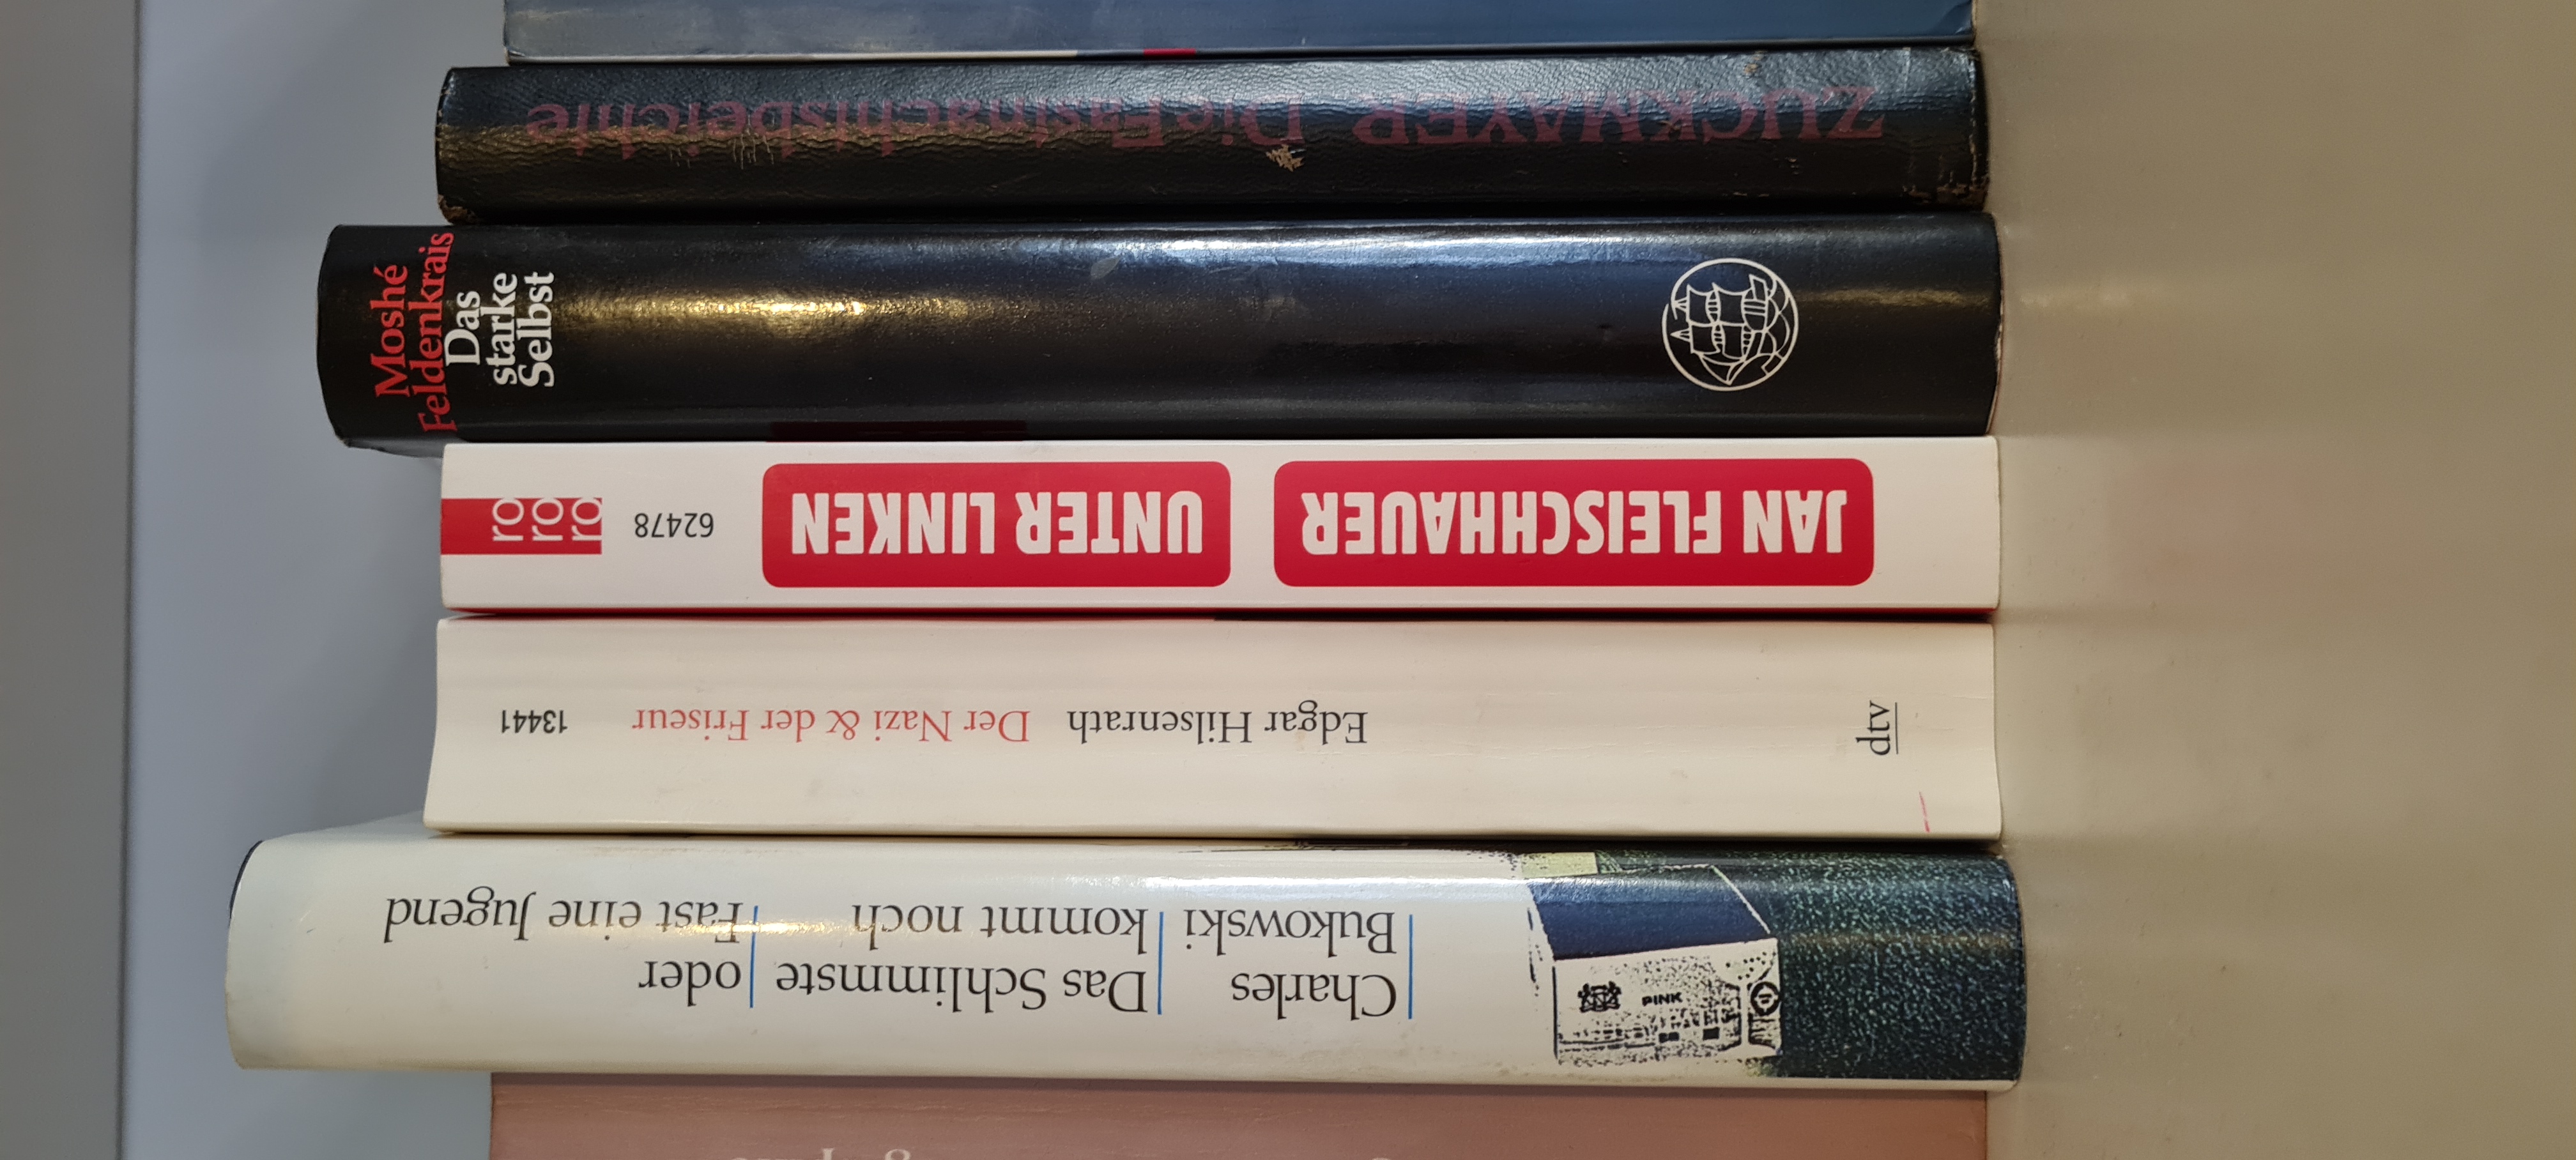 ZUCKMAYER Die Fastnachtsbeichte
Moshé
Feldenkrais
Das
starke
Selbst
JAN FLEISCHHAUER
UNTER LINKEN
62478
ro
ro
ro
dtv
Edgar Hilsenrath Der Nazi & der Friseur
13441
Charles
Bukowski
Das Schlimmste
kommt noch
oder
Fast eine Jugend
PINK